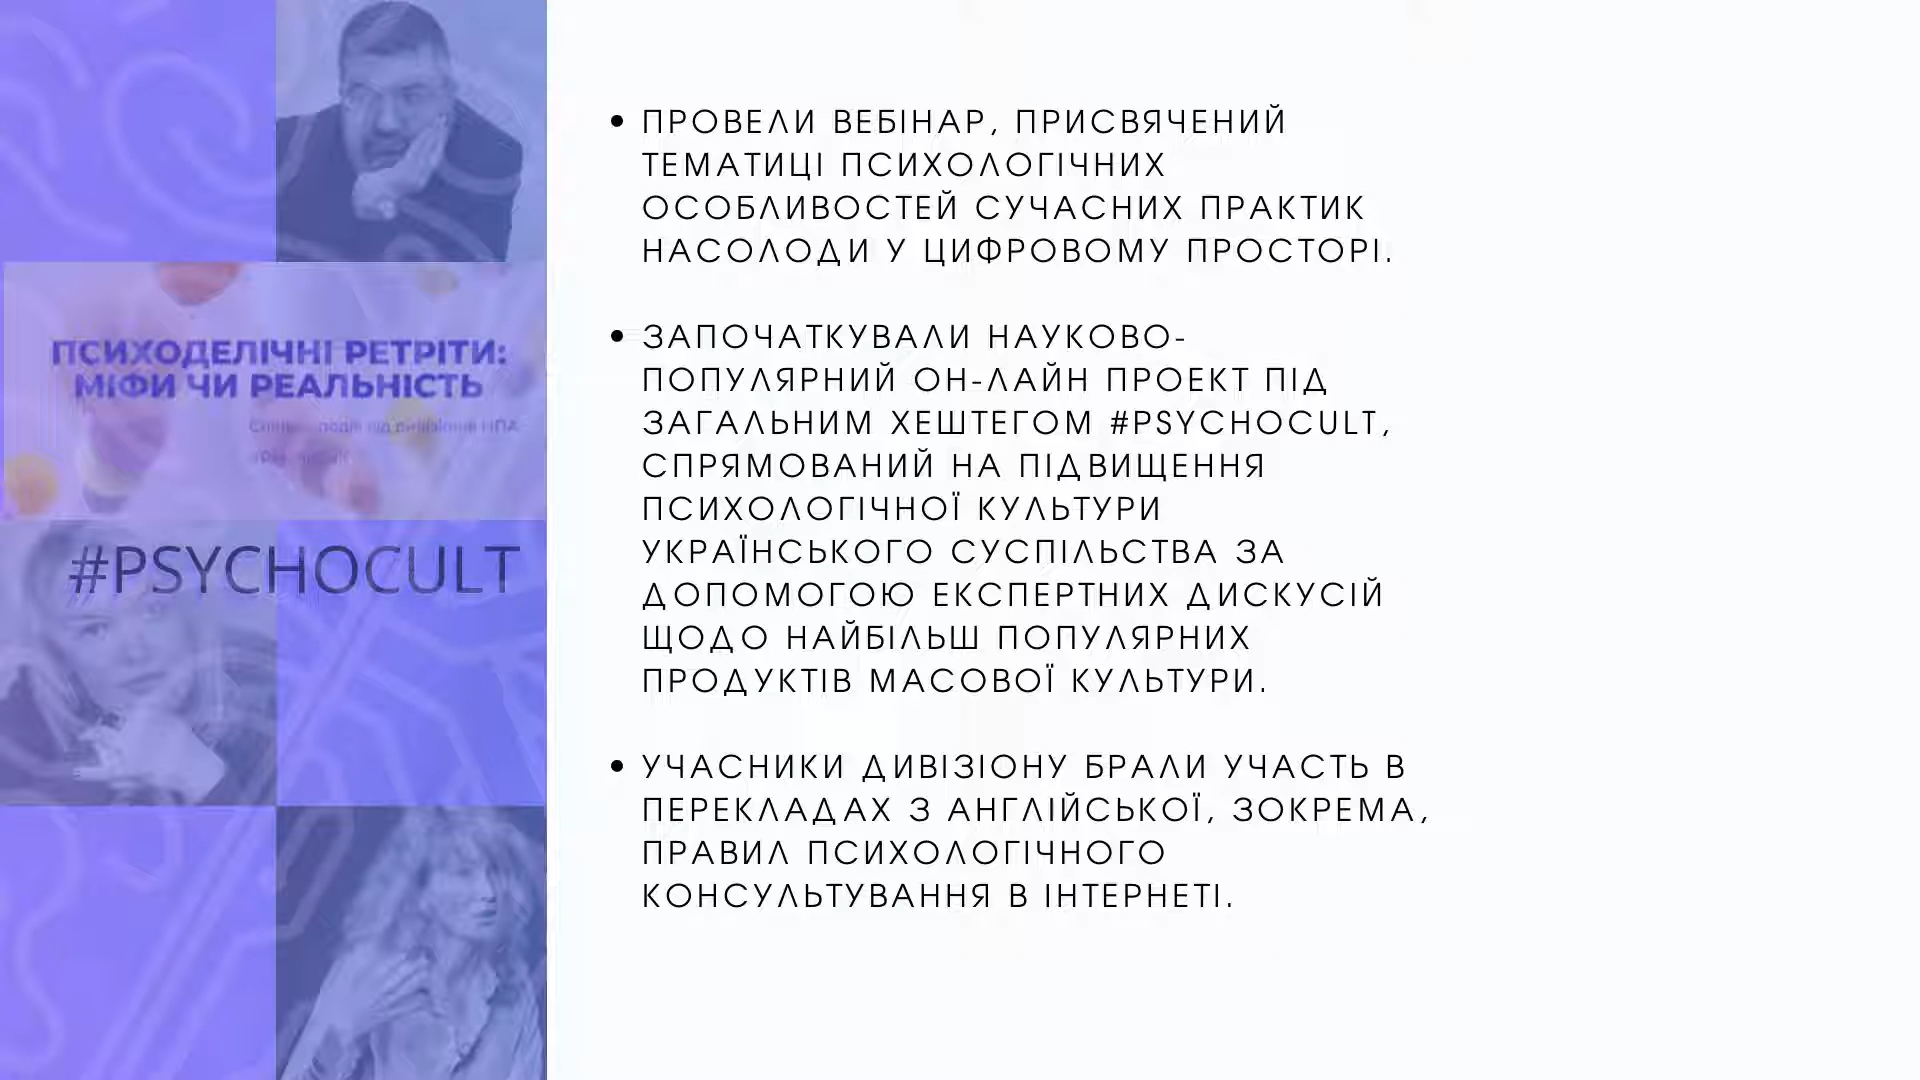 ПСИХОДЕЛІЧНІ РЕТРІТИ:
МІФИ ЧИ РЕАЛЬНІСТЬ
#PSYCHOCULT
• ПРОВЕЛИ ВЕБІНАР, ПРИСВЯЧЕНИЙ
ТЕМАТИЦІ ПСИХОЛОГІЧНИХ
ОСОБЛИВОСТЕЙ СУЧАСНИХ ПРАКТИК
НАСОЛОДИ У ЦИФРОВОМУ ПРОСТОРІ.
• ЗАПОЧАТКУВАЛИ НАУКОВО-
ПОПУЛЯРНИЙ ОН-ЛАЙН ПРОЕКТ ПІД
ЗАГАЛЬНИМ ХЕШТЕГОМ #PSYCHOCULT,
СПРЯМОВАНИЙ НА ПІДВИЩЕННЯ
ПСИХОЛОГІЧНОЇ КУЛЬТУРИ
УКРАЇНСЬКОГО СУСПІЛЬСТВА ЗА
ДОПОМОГОЮ ЕКСПЕРТНИХ ДИСКУСІЙ
ЩОДО НАЙБІЛЬШ ПОПУЛЯРНИХ
ПРОДУКТІВ МАСОВОЇ КУЛЬТУРИ.
• УЧАСНИКИ ДИВІЗІОНУ БРАЛИ УЧАСТЬ В
ПЕРЕКЛАДАХ З АНГЛІЙСЬКОЇ, ЗОКРЕМА,
ПРАВИЛ ПСИХОЛОГІЧНОГО
КОНСУЛЬТУВАННЯ В ІНТЕРНЕТІ.